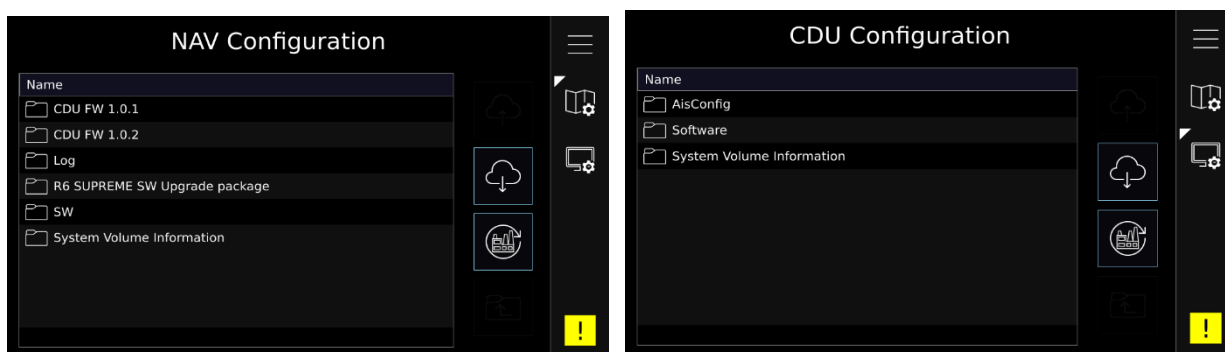 NAV Configuration
Name
CDU FW 1.0.1
CDU FW 1.0.2
Log
R6 SUPREME SW Upgrade package
SW
System Volume Information
!
CDU Configuration
Name
AisConfig
Software
System Volume Information
!